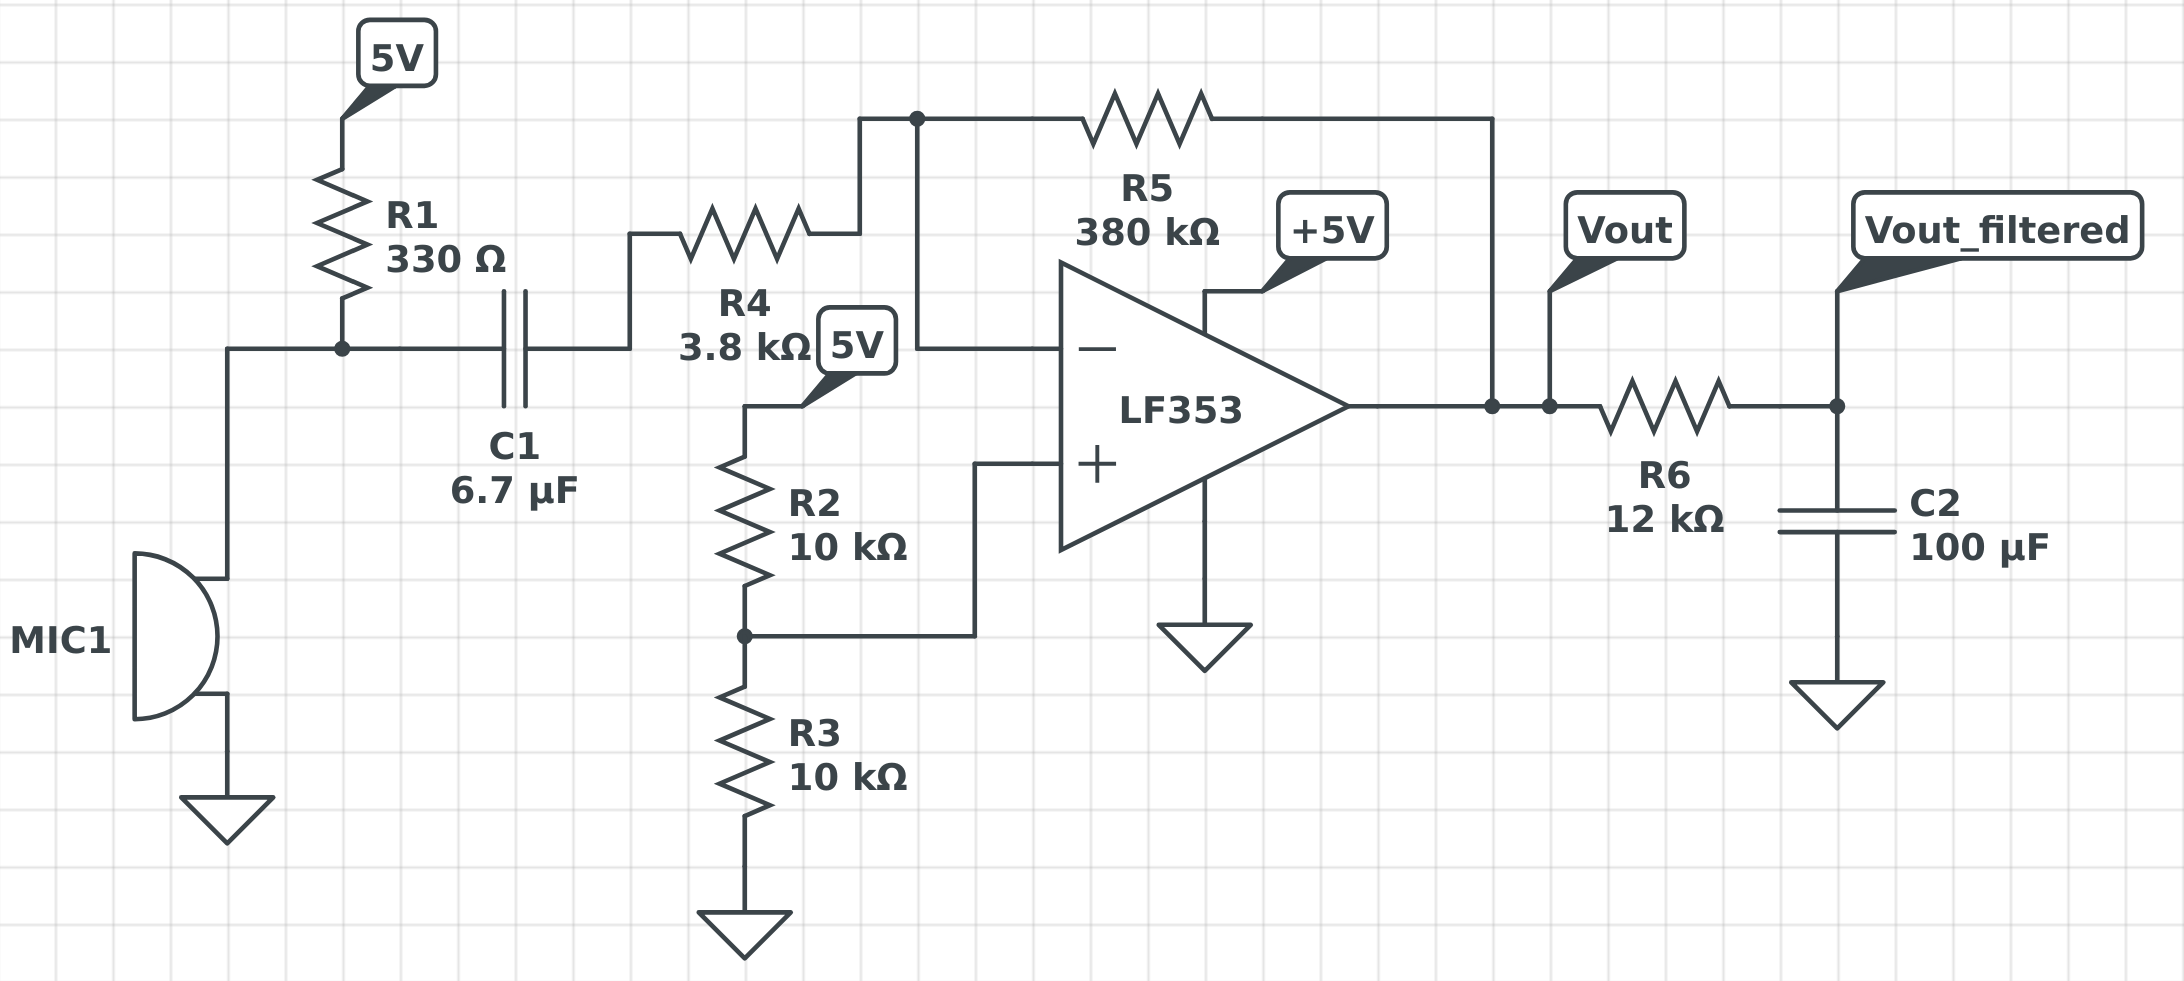 5V
R1
330 Ω
C1
6.7 µF
MIC1
R4
3.8 kΩ
5V
R2
10 kΩ
R3
10 kΩ
R5
380 kΩ
+5V
LF353
Vout
R6
12 kΩ
Vout_filtered
C2
100 µF